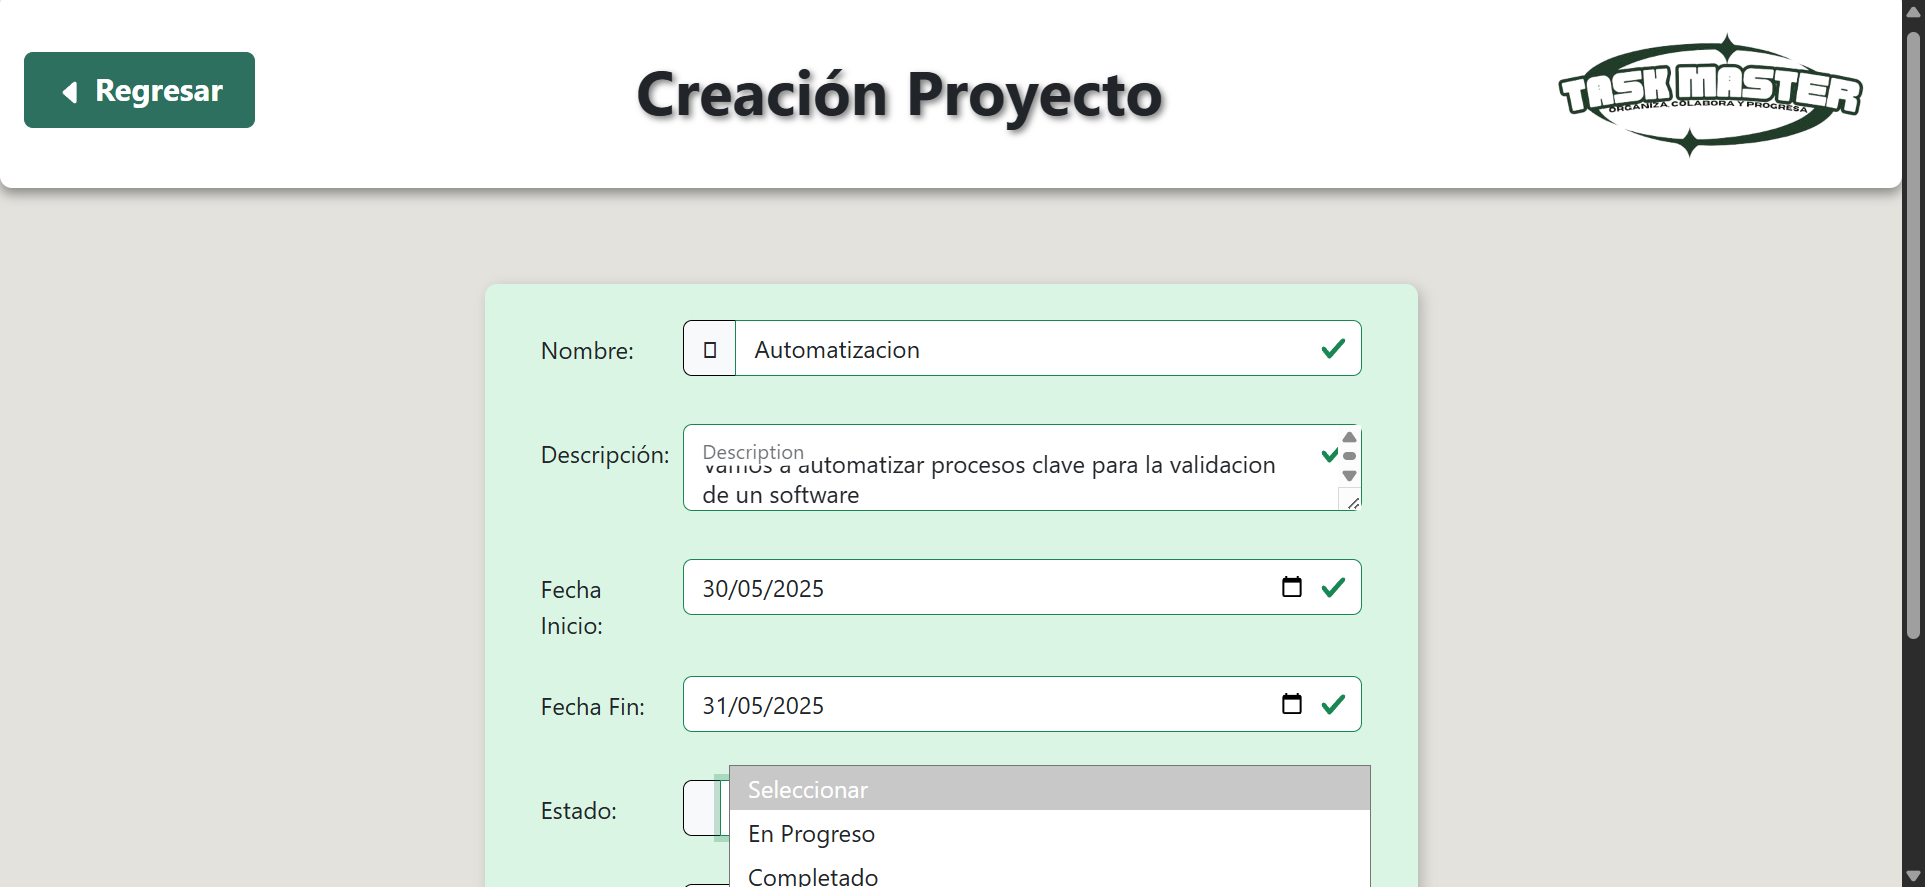 Regresar
Creación Proyecto
TASK MASTER
ORGANIZA, COLABORA Y PROGRESA
Nombre:
Automatizacion
Descripción:
Description
Vamos a automatizar procesos clave para la validacion
de un software
Fecha
Inicio:
30/05/2025
Fecha Fin:
31/05/2025
Estado:
Seleccionar
En Progreso
Completado